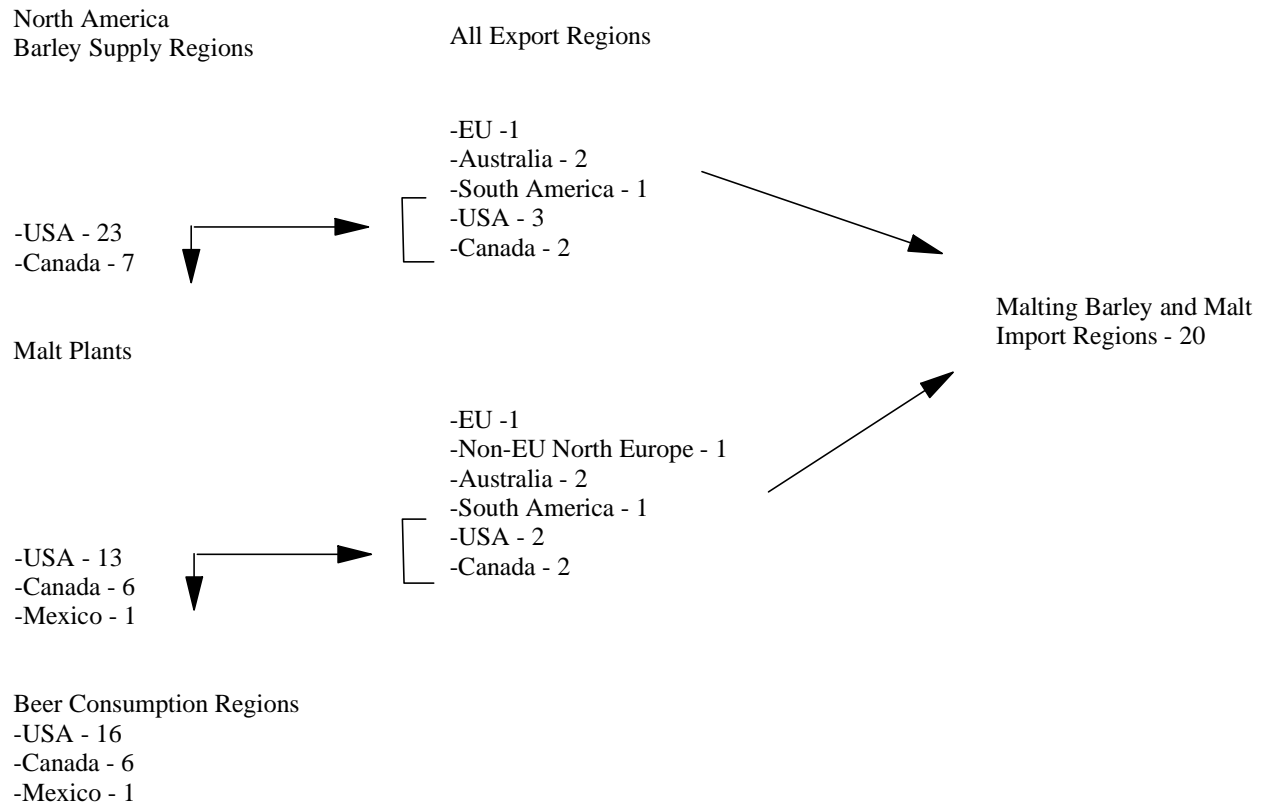 North America
Barley Supply Regions
All Export Regions
-EU -1
-Australia - 2
-South America - 1
-USA - 3
-Canada - 2
-USA - 23
-Canada - 7
Malting Barley and Malt
Import Regions - 20
Malt Plants
-EU -1
-Non-EU North Europe - 1
-Australia - 2
-South America - 1
-USA - 2
-Canada - 2
-USA - 13
-Canada - 6
-Mexico - 1
Beer Consumption Regions
-USA - 16
-Canada - 6
-Mexico - 1